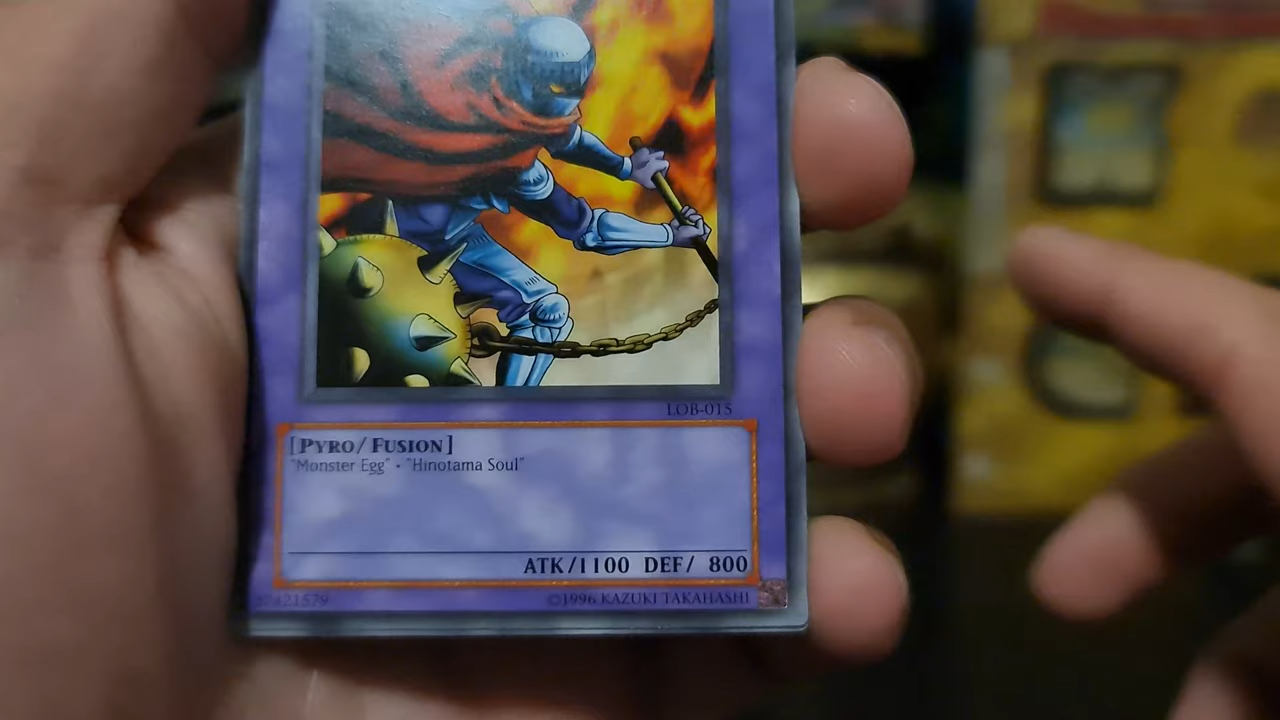 LOB-015
[PYRO/FUSION]
"Monster Egg" • "Hinotama Soul"
ATK/1100 DEF/ 800
©1996 KAZUKI TAKAHASHI